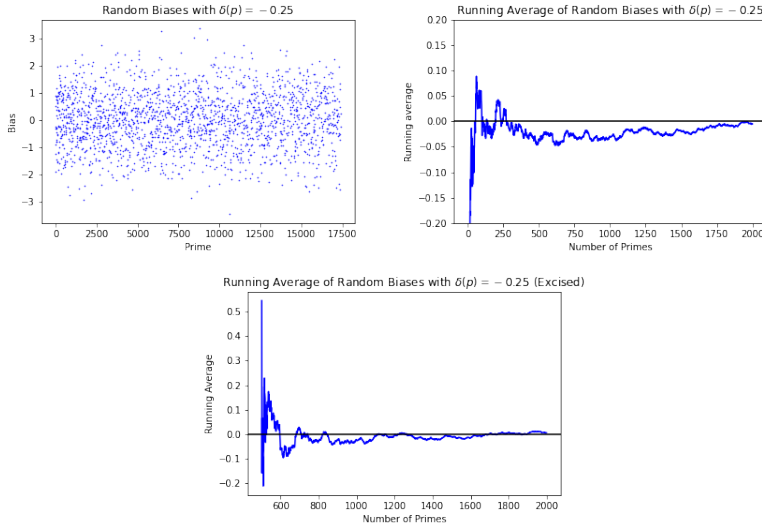 Random Biases with δ(p) = − 0.25
3
2
1
0
−1
−2
−3
Bias
0 2500 5000 7500 10000 12500 15000 17500
Prime
Running Average of Random Biases with δ(p) = − 0.25
0.20
0.15
0.10
0.05
0.00
−0.05
−0.10
−0.15
−0.20
Running average
0 250 500 750 1000 1250 1500 1750 2000
Number of Primes
Running Average of Random Biases with δ(p) = − 0.25 (Excised)
0.5
0.4
0.3
0.2
0.1
0.0
−0.1
−0.2
Running Average
600 800 1000 1200 1400 1600 1800 2000
Number of Primes